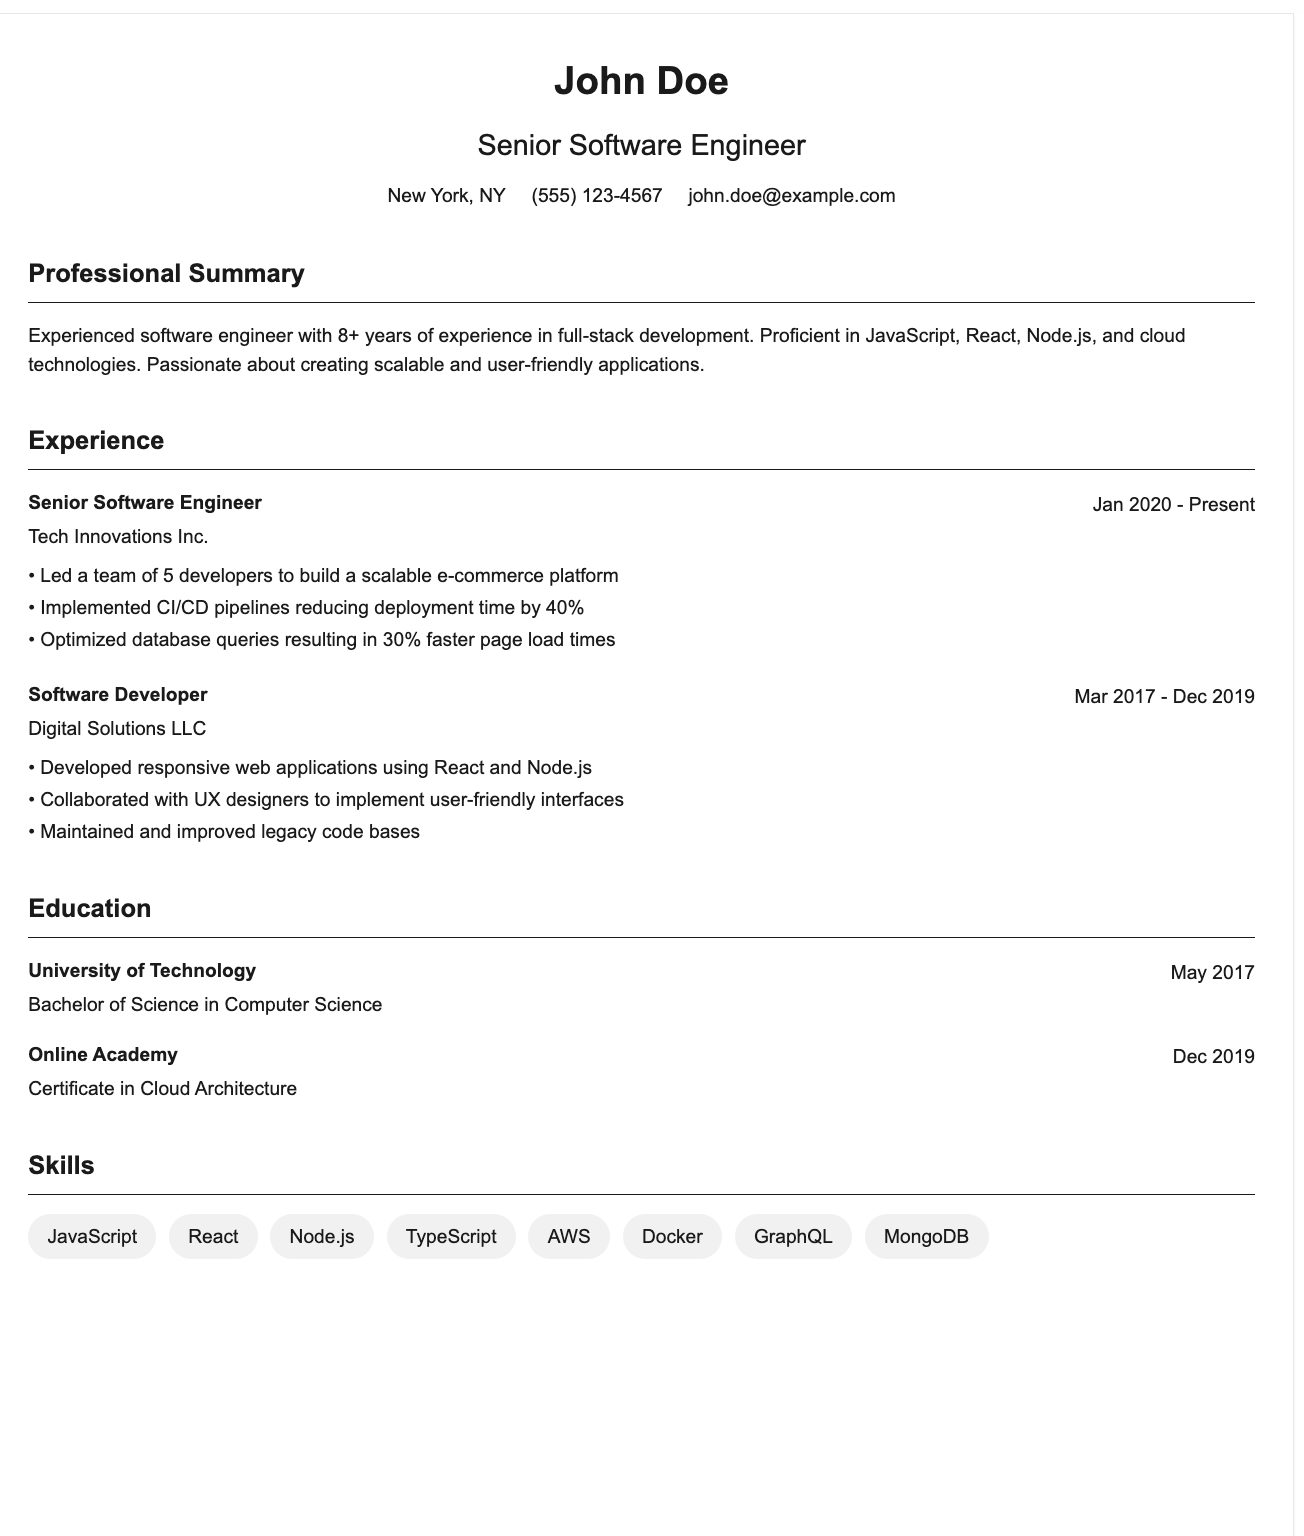 John Doe
Senior Software Engineer
New York, NY (555) 123-4567 john.doe@example.com
Professional Summary
Experienced software engineer with 8+ years of experience in full-stack development. Proficient in JavaScript, React, Node.js, and cloud
technologies. Passionate about creating scalable and user-friendly applications.
Experience
Senior Software Engineer Jan 2020 - Present
Tech Innovations Inc.
• Led a team of 5 developers to build a scalable e-commerce platform
• Implemented CI/CD pipelines reducing deployment time by 40%
• Optimized database queries resulting in 30% faster page load times
Software Developer Mar 2017 - Dec 2019
Digital Solutions LLC
• Developed responsive web applications using React and Node.js
• Collaborated with UX designers to implement user-friendly interfaces
• Maintained and improved legacy code bases
Education
University of Technology May 2017
Bachelor of Science in Computer Science
Online Academy Dec 2019
Certificate in Cloud Architecture
Skills
JavaScript React Node.js TypeScript AWS Docker GraphQL MongoDB